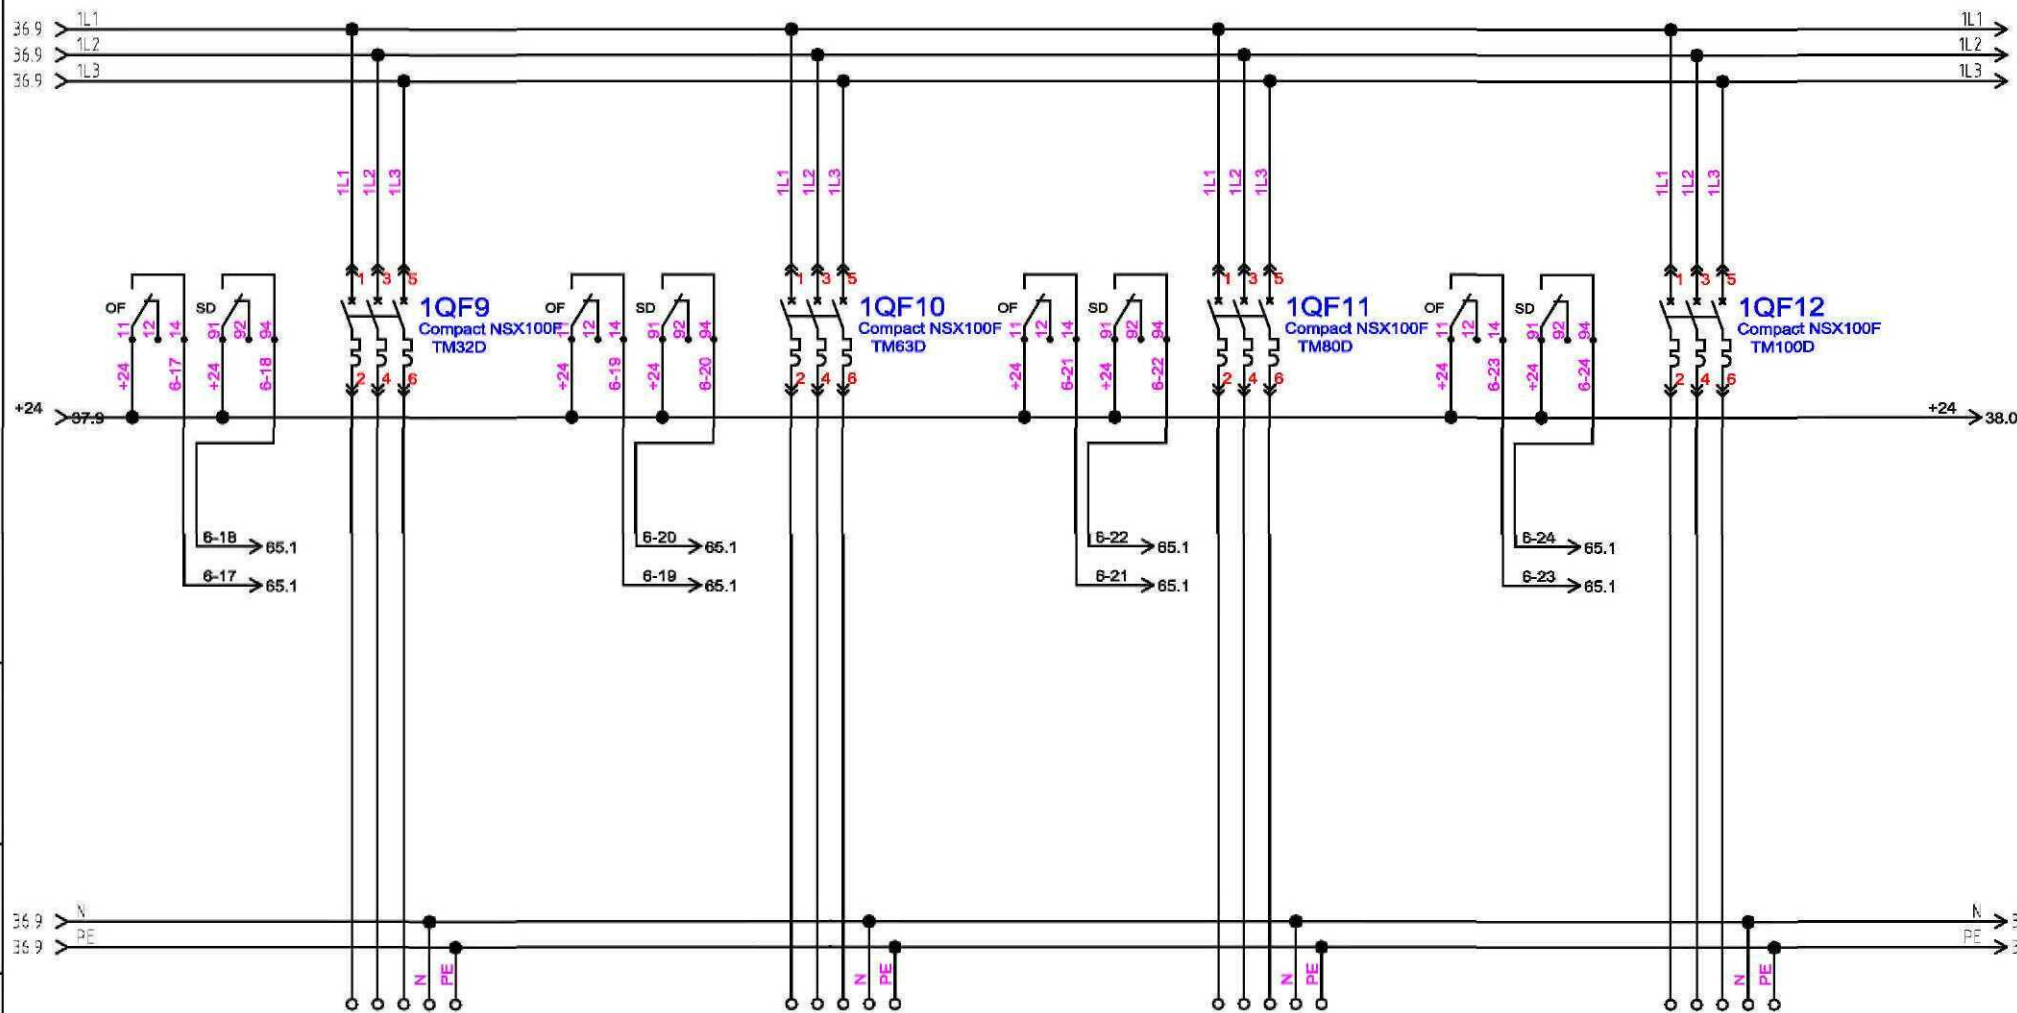 36.9 1L1 1L1
36.9 1L2 1L2
36.9 1L3 1L3
1L1 1L2 1L3 1L1 1L2 1L3 1L1 1L2 1L3 1L1 1L2 1L3
1 3 5 1 3 5 1 3 5 1 3 5
OF 11 12 14 SD 91 92 94 1QF9 OF 11 12 14 SD 91 92 94 1QF10 OF 11 12 14 SD 91 92 94 1QF11 OF 11 12 14 SD 91 92 94 1QF12
Compact NSX100F Compact NSX100F Compact NSX100F Compact NSX100F
TM32D TM63D TM80D TM100D
+24 6-17 +24 6-18 2 4 6 +24 6-19 +24 6-20 2 4 6 +24 6-21 +24 6-22 2 4 6 +24 6-23 +24 6-24 2 4 6
+24 37.9 +24 38.0
6-18 65.1 6-20 65.1 6-22 65.1 6-24 65.1
6-17 65.1 6-19 65.1 6-21 65.1 6-23 65.1
36.9 N N
36.9 PE PE
N PE N PE N PE N PE